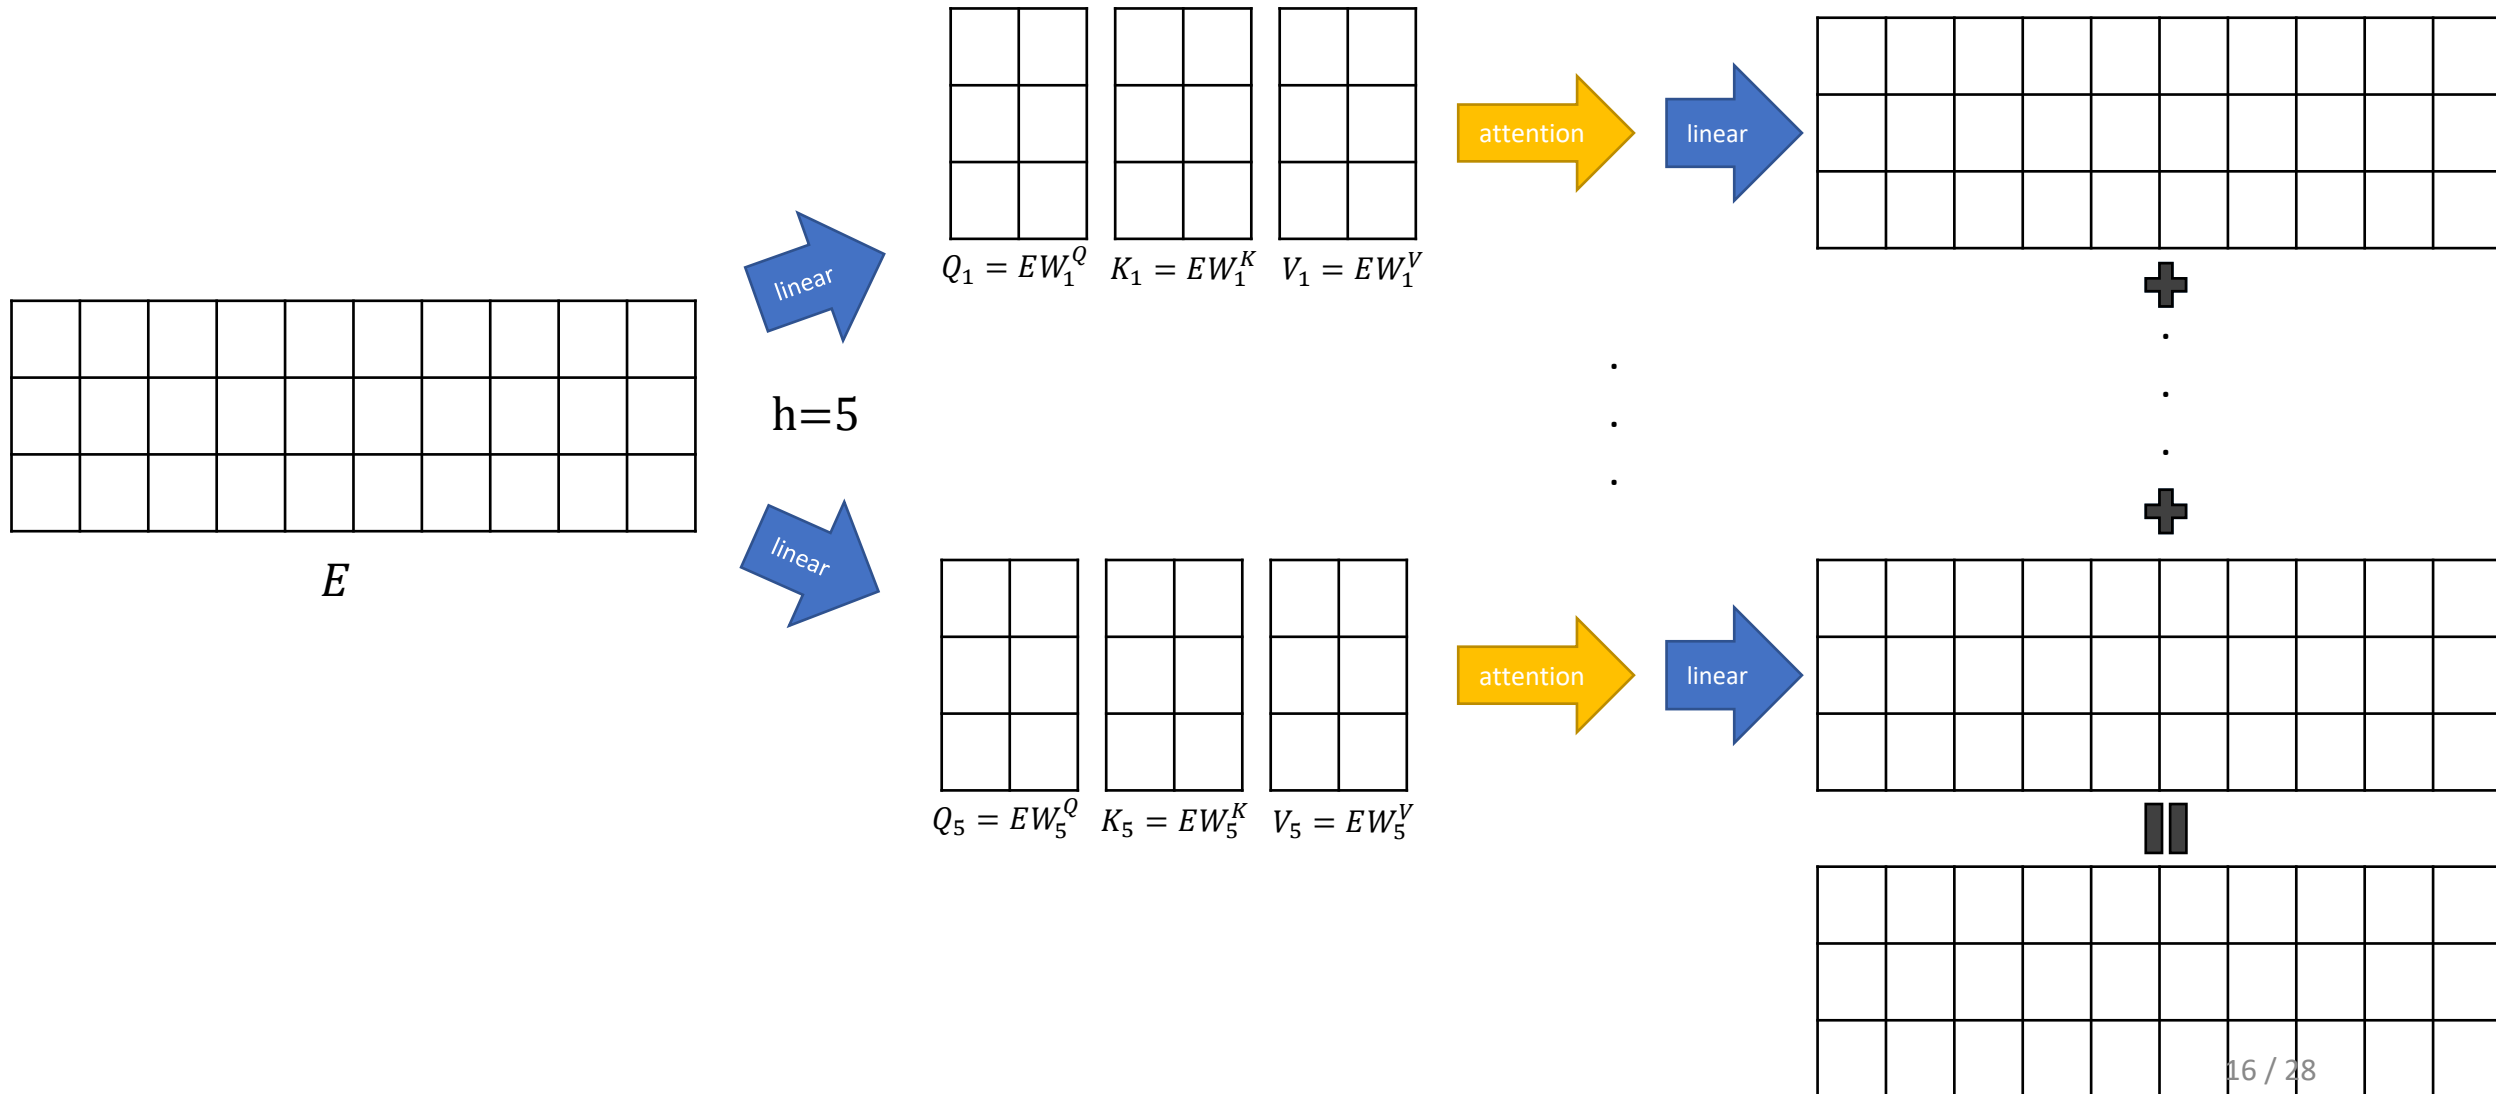 linear
Q₁ = EW₁^Q K₁ = EW₁^K V₁ = EW₁^V
attention
linear
E
h=5
linear
Q₅ = EW₅^Q K₅ = EW₅^K V₅ = EW₅^V
attention
linear
16 / 28